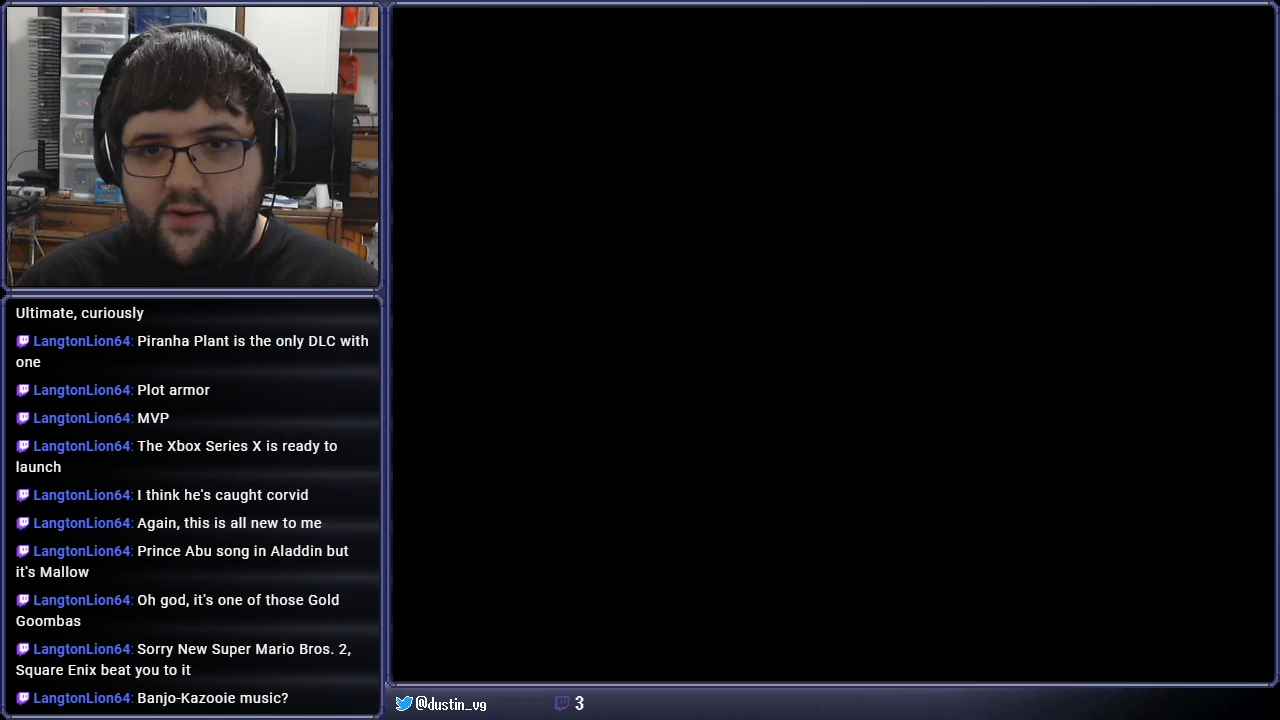 Ultimate, curiously
LangtonLion64: Piranha Plant is the only DLC with
one
LangtonLion64: Plot armor
LangtonLion64: MVP
LangtonLion64: The Xbox Series X is ready to
launch
LangtonLion64: I think he's caught corvid
LangtonLion64: Again, this is all new to me
LangtonLion64: Prince Abu song in Aladdin but
it's Mallow
LangtonLion64: Oh god, it's one of those Gold
Goombas
LangtonLion64: Sorry New Super Mario Bros. 2,
Square Enix beat you to it
LangtonLion64: Banjo-Kazooie music?
@dustin_vg 3